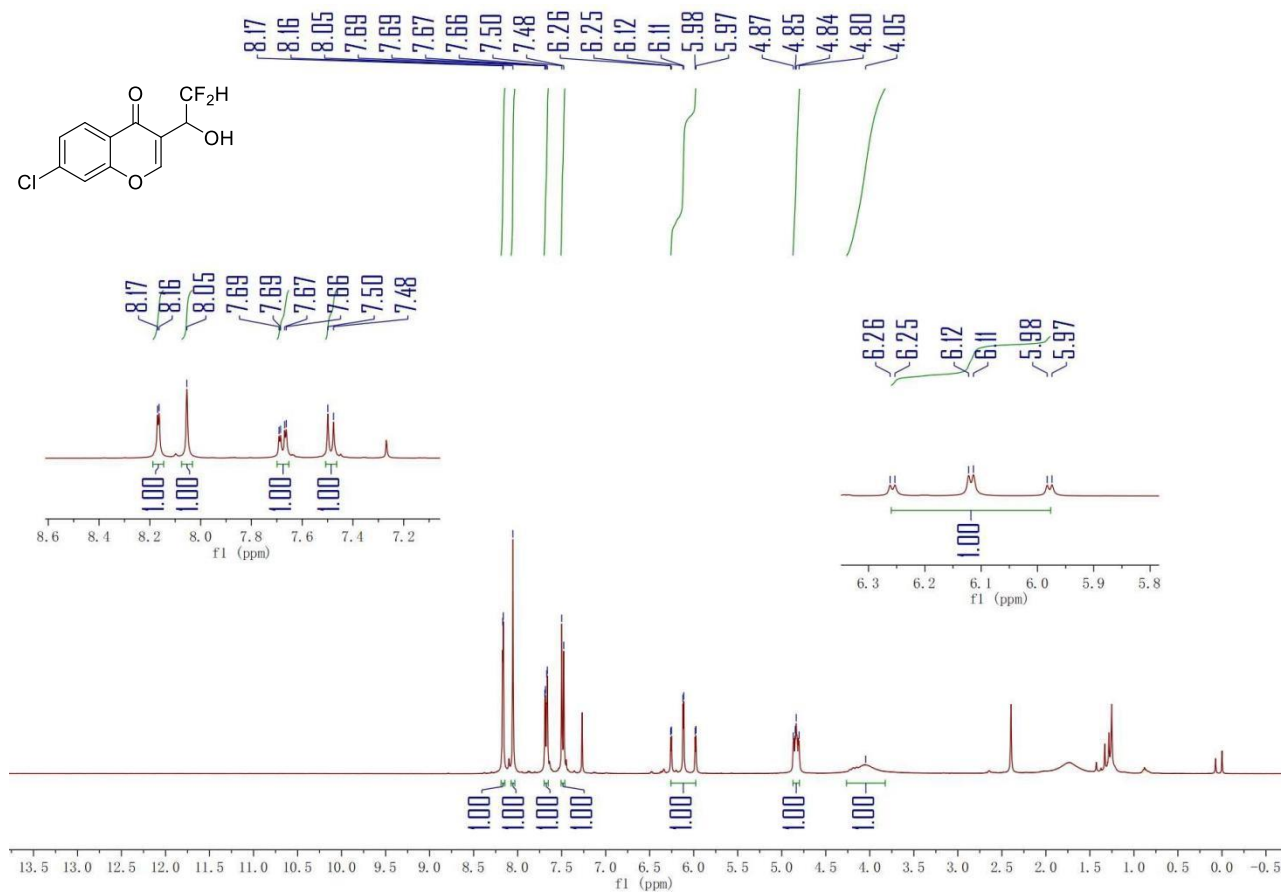 8.17 8.16 8.05 7.69 7.69 7.67 7.66 7.50 7.48 6.26 6.25 6.12 6.11 5.98 5.97 4.87 4.85 4.84 4.80 4.05
O CF2H
OH
Cl O
8.17 8.16 8.05 7.69 7.69 7.67 7.66 7.50 7.48
1.00 1.00 1.00 1.00
8.6 8.4 8.2 8.0 7.8 7.6 7.4 7.2
f1 (ppm)
6.26 6.25 6.12 6.11 5.98 5.97
1.00
6.3 6.2 6.1 6.0 5.9 5.8
f1 (ppm)
1.00 1.00 1.00 1.00 1.00 1.00 1.00
13.5 13.0 12.5 12.0 11.5 11.0 10.5 10.0 9.5 9.0 8.5 8.0 7.5 7.0 6.5 6.0 5.5 5.0 4.5 4.0 3.5 3.0 2.5 2.0 1.5 1.0 0.5 0.0 -0.5
f1 (ppm)